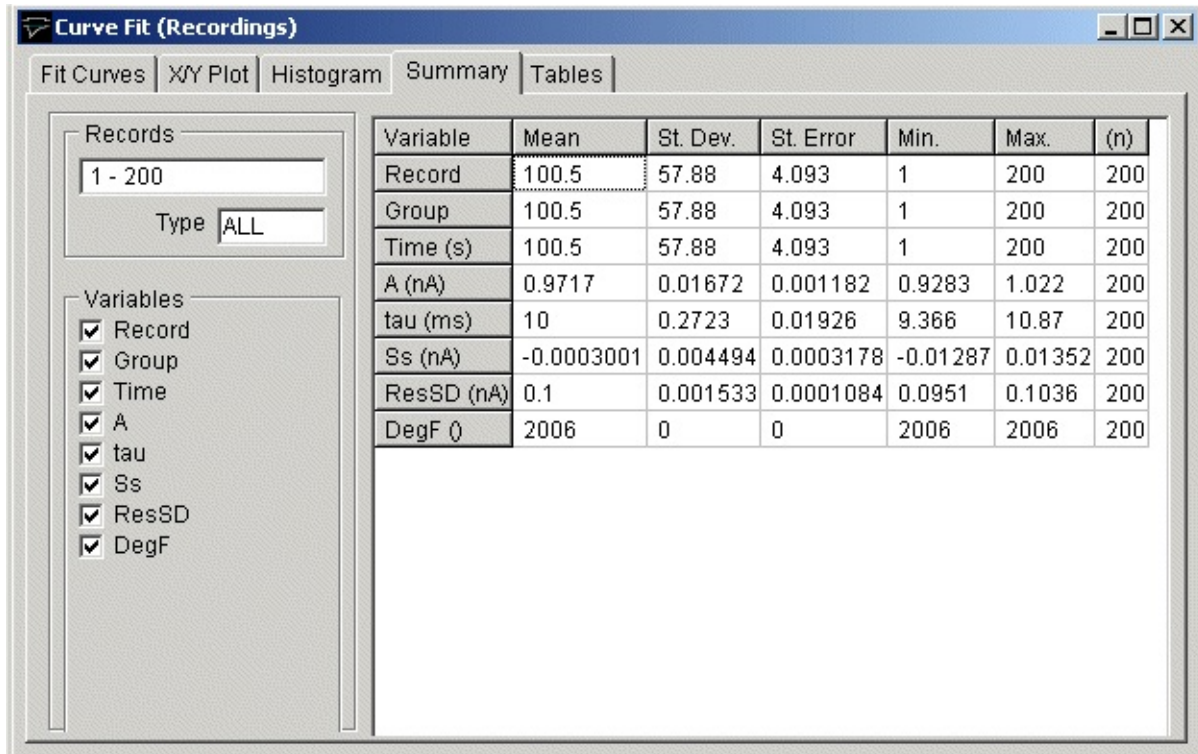 Curve Fit (Recordings)
Fit Curves X/Y Plot Histogram Summary Tables
Records
1 - 200
Type ALL
Variables
Record
Group
Time
A
tau
Ss
ResSD
DegF
Variable Mean St. Dev. St. Error Min. Max. (n)
Record 100.5 57.88 4.093 1 200 200
Group 100.5 57.88 4.093 1 200 200
Time (s) 100.5 57.88 4.093 1 200 200
A (nA) 0.9717 0.01672 0.001182 0.9283 1.022 200
tau (ms) 10 0.2723 0.01926 9.366 10.87 200
Ss (nA) -0.0003001 0.004494 0.0003178 -0.01287 0.01352 200
ResSD (nA) 0.1 0.001533 0.0001084 0.0951 0.1036 200
DegF () 2006 0 0 2006 2006 200